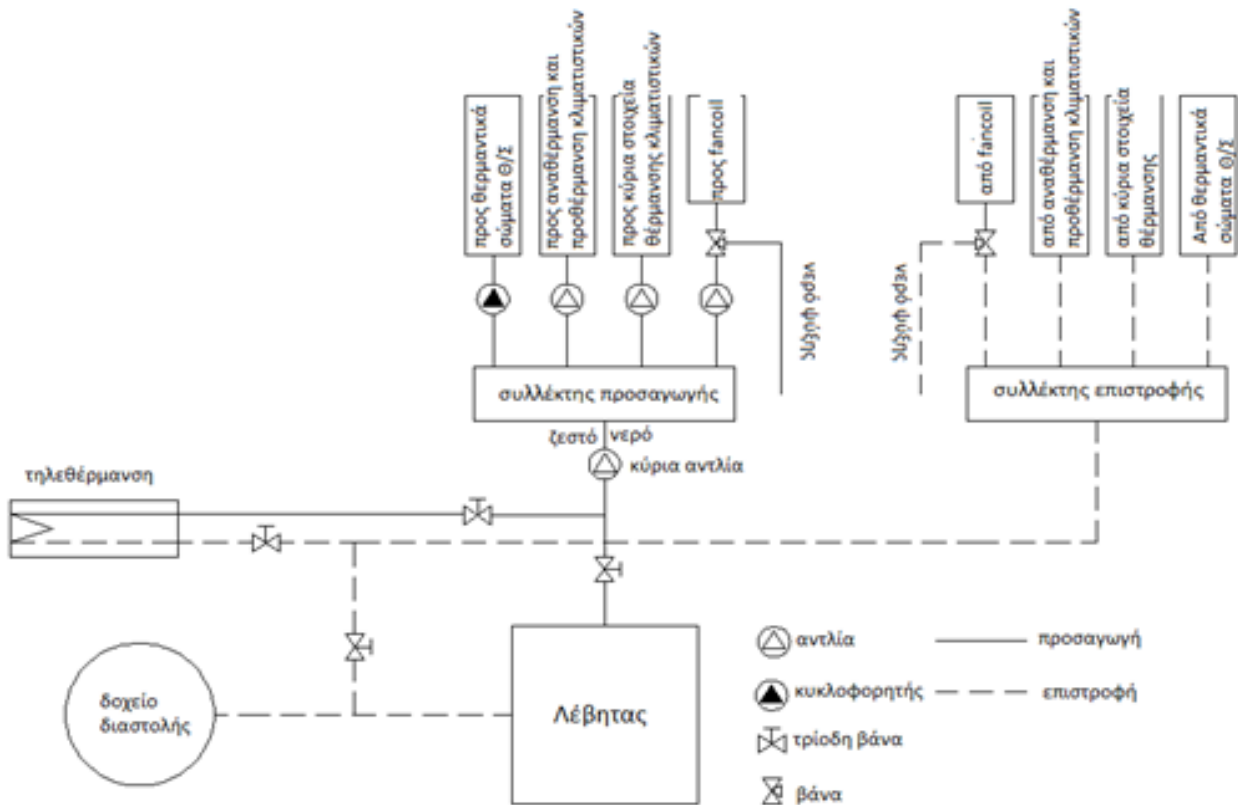 προς θερμαντικά
σώματα Θ/Σ
προς αναθέρμανση και
προθέρμανση κλιματιστικών
προς κύρια στοιχεία
θέρμανσης κλιματιστικών
προς fancoil
από fancoil
από αναθέρμανση και
προθέρμανση κλιματιστικών
από κύρια στοιχεία
θέρμανσης
Από θερμαντικά
σώματα Θ/Σ
νερό ψύξης
νερό ψύξης
συλλέκτης προσαγωγής
συλλέκτης επιστροφής
ζεστό νερό
κύρια αντλία
τηλεθέρμανση
δοχείο
διαστολής
Λέβητας
αντλία
προσαγωγή
κυκλοφορητής
επιστροφή
τρίοδη βάνα
βάνα